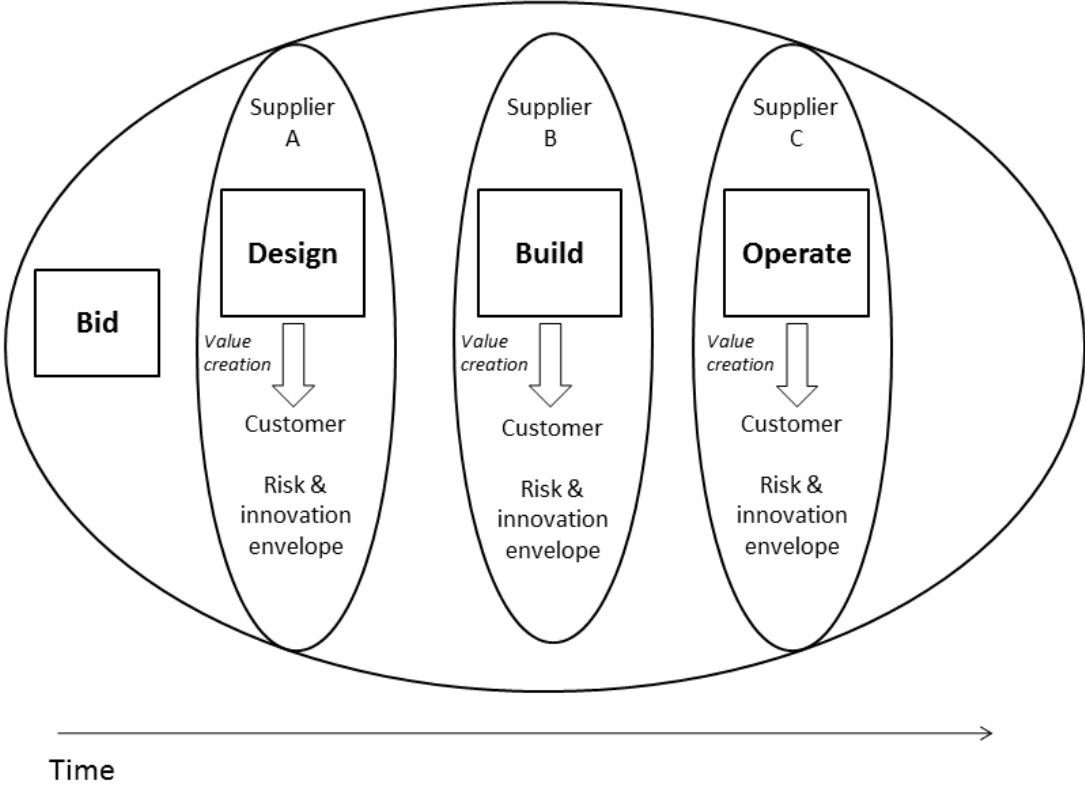 Bid
Supplier
A
Design
Value
creation
Customer
Risk &
innovation
envelope
Supplier
B
Build
Value
creation
Customer
Risk &
innovation
envelope
Supplier
C
Operate
Value
creation
Customer
Risk &
innovation
envelope
Time